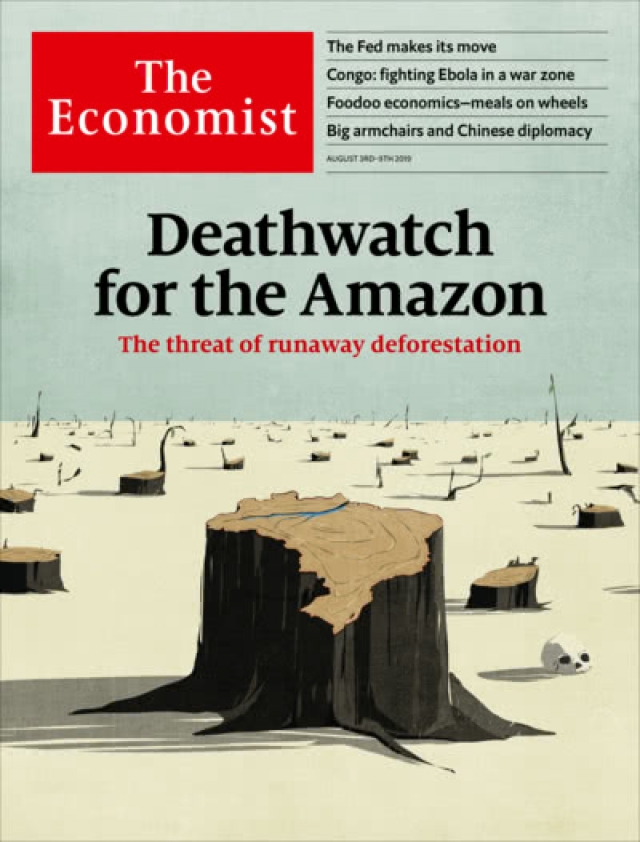 The
Economist
The Fed makes its move
Congo: fighting Ebola in a war zone
Foodoo economics—meals on wheels
Big armchairs and Chinese diplomacy
AUGUST 3RD–9TH 2019
Deathwatch
for the Amazon
The threat of runaway deforestation